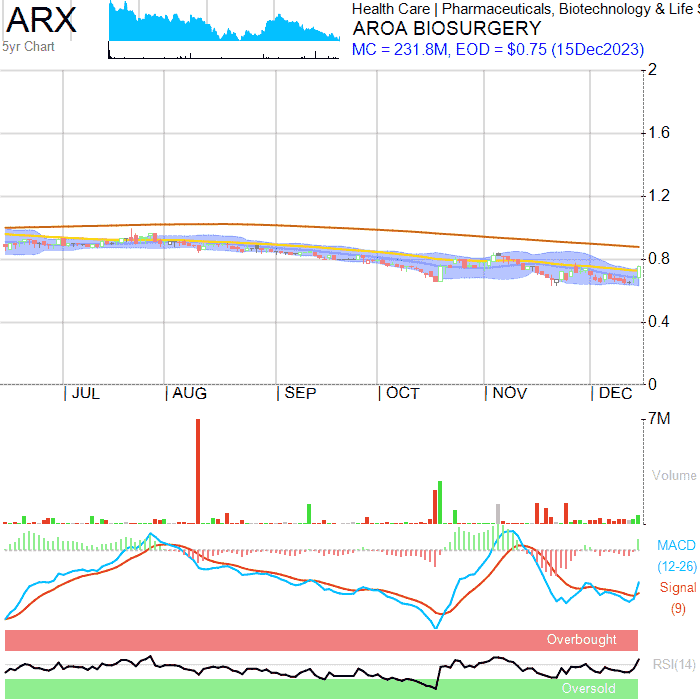 ARX
5yr Chart
Health Care | Pharmaceuticals, Biotechnology & Life S
AROA BIOSURGERY
MC = 231.8M, EOD = $0.75 (15Dec2023)
2
1.6
1.2
0.8
0.4
0
| JUL | AUG | SEP | OCT | NOV | DEC
7M
Volume
MACD
(12-26)
Signal
(9)
Overbought
RSI(14)
Oversold